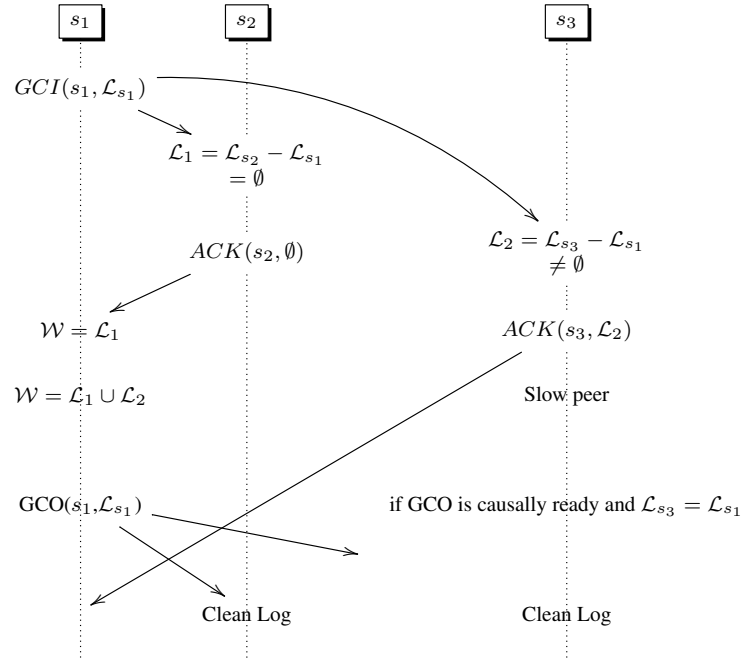 s₁ s₂ s₃
GCI(s₁, ℒₛ₁)
ℒ₁ = ℒₛ₂ − ℒₛ₁
= ∅
ℒ₂ = ℒₛ₃ − ℒₛ₁
≠ ∅
ACK(s₂, ∅)
𝒲 = ℒ₁
ACK(s₃, ℒ₂)
𝒲 = ℒ₁ ∪ ℒ₂
Slow peer
GCO(s₁,ℒₛ₁)
if GCO is causally ready and ℒₛ₃ = ℒₛ₁
Clean Log
Clean Log